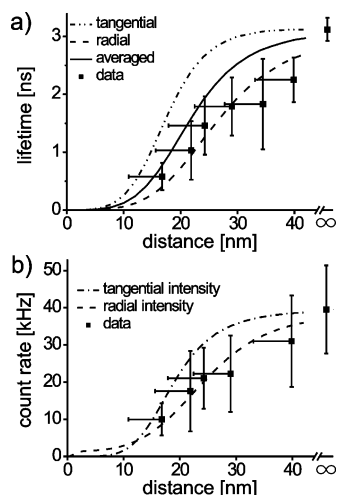 a)
tangential
radial
averaged
data
lifetime [ns]
3
2
1
0
0 10 20 30 40 ∞
distance [nm]
b)
tangential intensity
radial intensity
data
count rate [kHz]
50
40
30
20
10
0
0 10 20 30 40 ∞
distance [nm]